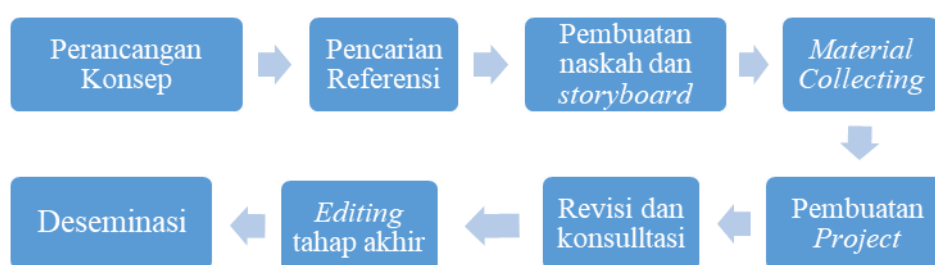 Perancangan
Konsep
Pencarian
Referensi
Pembuatan
naskah dan
storyboard
Material
Collecting
Pembuatan
Project
Revisi dan
konsulltasi
Editing
tahap akhir
Deseminasi